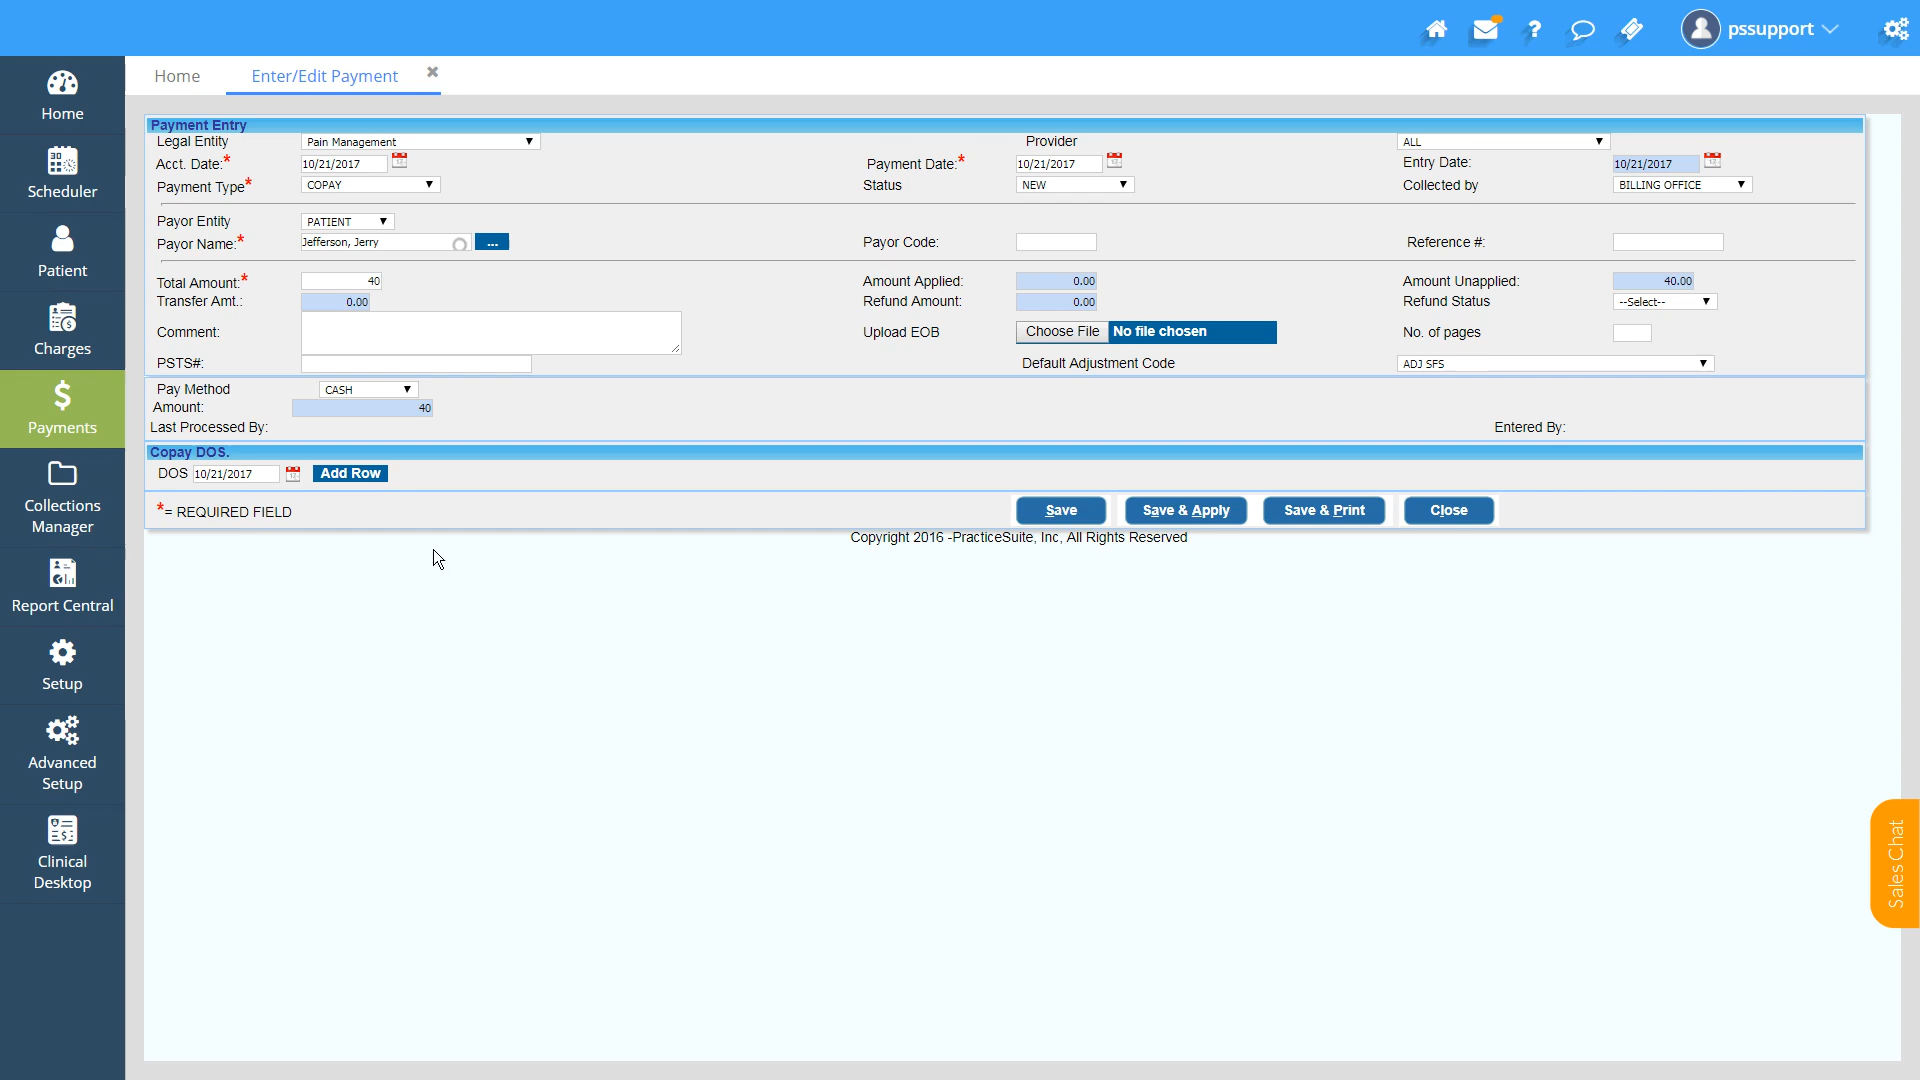 pssupport
Home
Scheduler
Patient
Charges
Payments
Collections
Manager
Report Central
Setup
Advanced
Setup
Clinical
Desktop
Home Enter/Edit Payment
Payment Entry
Legal Entity Pain Management Provider ALL
Acct. Date:* 10/21/2017 Payment Date:* 10/21/2017 Entry Date: 10/21/2017
Payment Type* COPAY Status NEW Collected by BILLING OFFICE
Payor Entity PATIENT
Payor Name:* Jefferson, Jerry ... Payor Code: Reference #:
Total Amount:* 40 Amount Applied: 0.00 Amount Unapplied: 40.00
Transfer Amt.: 0.00 Refund Amount: 0.00 Refund Status --Select--
Comment: Upload EOB Choose File No file chosen No. of pages
PSTS#: Default Adjustment Code ADJ SFS
Pay Method CASH
Amount: 40
Last Processed By: Entered By:
Copay DOS.
DOS 10/21/2017 Add Row
*= REQUIRED FIELD Save Save & Apply Save & Print Close
Copyright 2016 -PracticeSuite, Inc, All Rights Reserved
Sales Chat